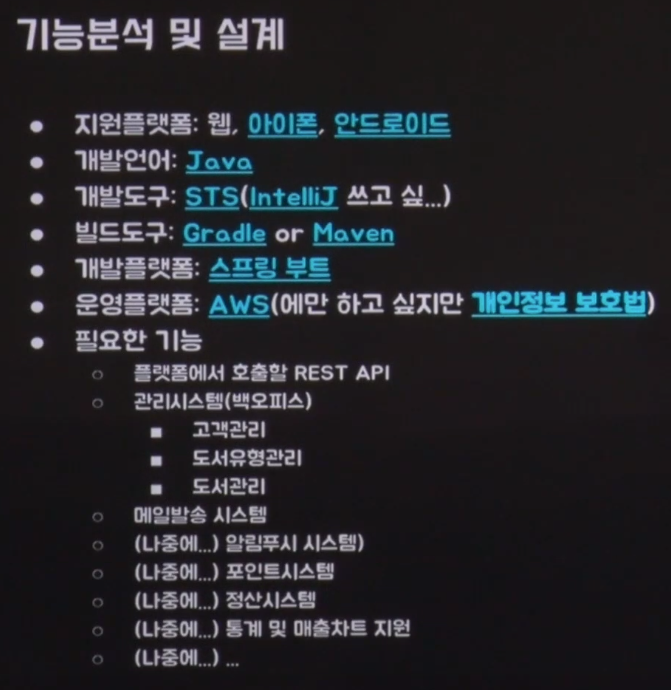 기능분석 및 설계
● 지원플랫폼: 웹, 아이폰, 안드로이드
● 개발언어: Java
● 개발도구: STS(IntelliJ 쓰고 싶...)
● 빌드도구: Gradle or Maven
● 개발플랫폼: 스프링 부트
● 운영플랫폼: AWS(에만 하고 싶지만 개인정보 보호법)
● 필요한 기능
○ 플랫폼에서 호출할 REST API
○ 관리시스템(백오피스)
■ 고객관리
■ 도서유형관리
■ 도서관리
○ 메일발송 시스템
○ (나중에...) 알림푸시 시스템)
○ (나중에...) 포인트시스템
○ (나중에...) 정산시스템
○ (나중에...) 통계 및 매출차트 지원
○ (나중에...) ...